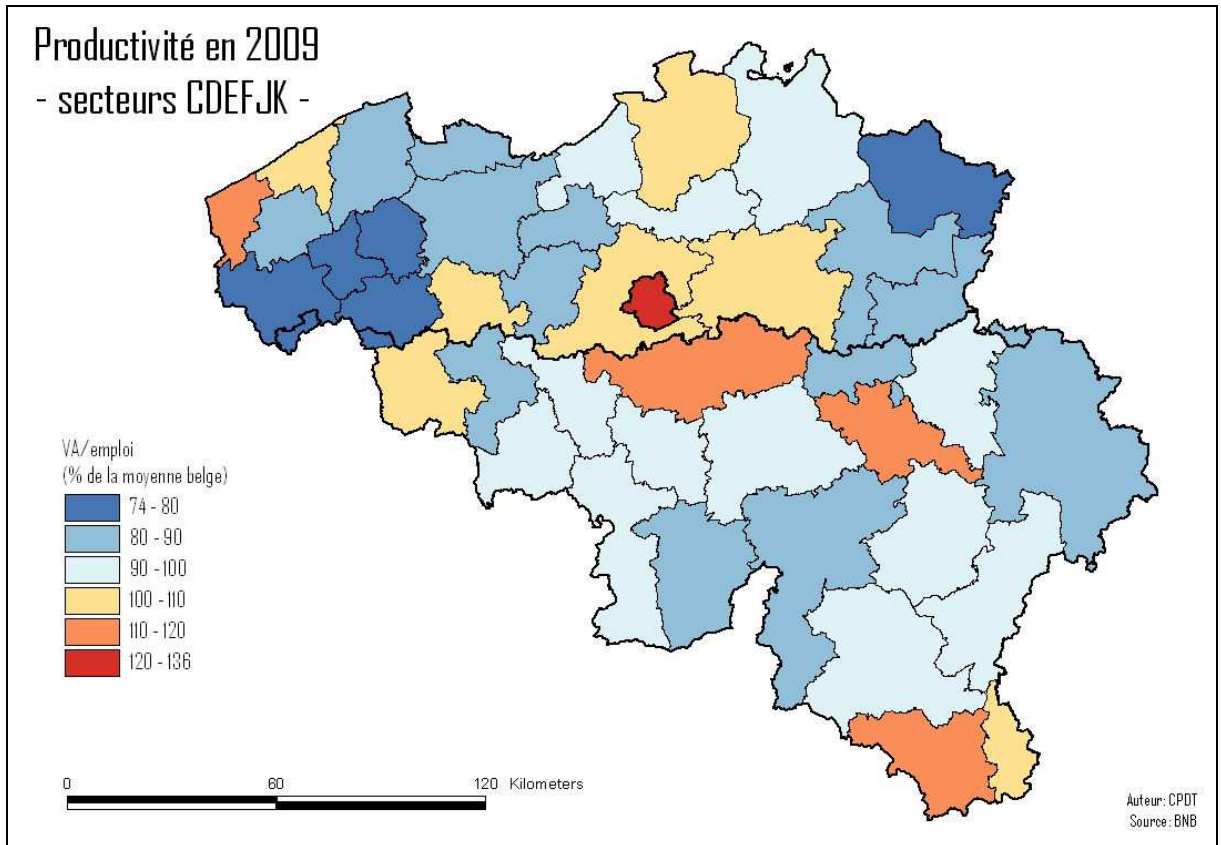 Productivité en 2009
- secteurs CDEFJK -
VA/emploi
(% de la moyenne belge)
74 - 80
80 - 90
90 - 100
100 - 110
110 - 120
120 - 136
0 60 120 Kilometers
Auteur: CPDT
Source: BNB